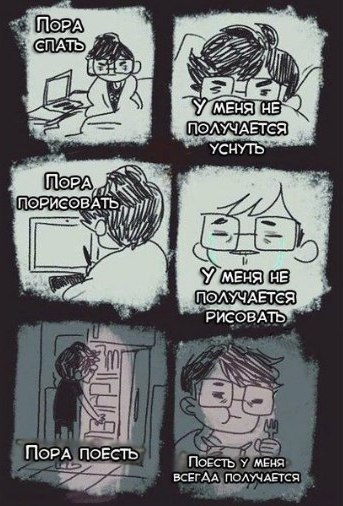 Пора
спать
У меня не
получается
уснуть
Пора
порисовать
У меня не
получается
рисовать
Пора поесть
Поесть у меня
всегда получается